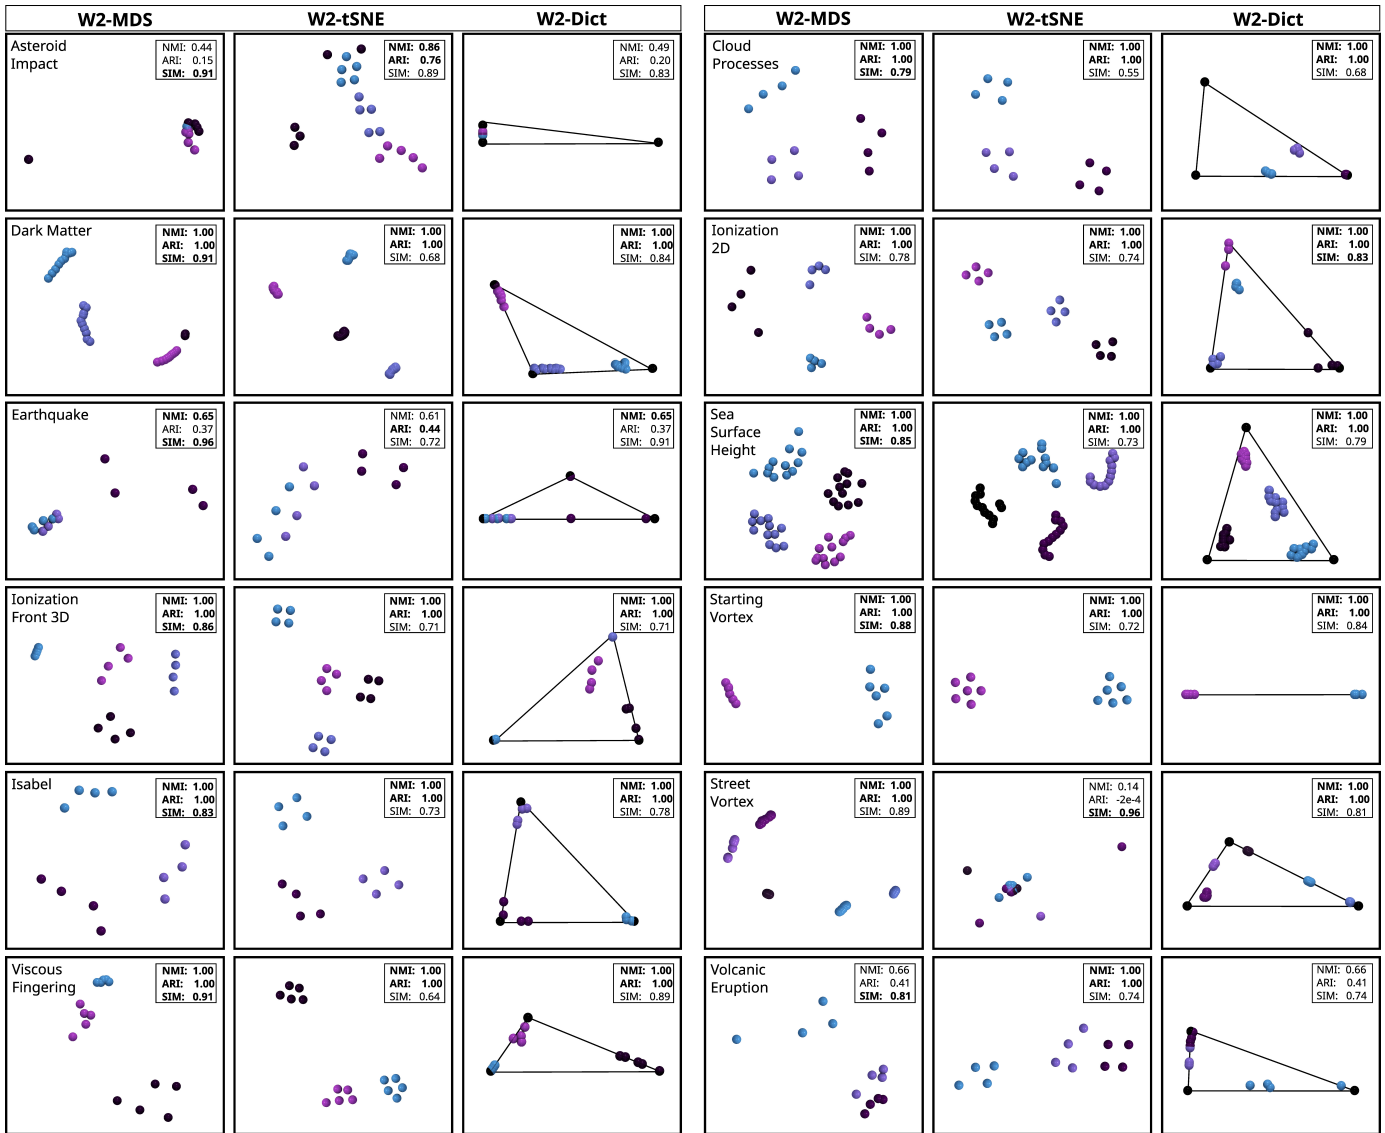 W2-MDS W2-tSNE W2-Dict W2-MDS W2-tSNE W2-Dict
Asteroid
Impact
NMI: 0.44
ARI: 0.15
SIM: 0.91
NMI: 0.86
ARI: 0.76
SIM: 0.89
NMI: 0.49
ARI: 0.20
SIM: 0.83
Cloud
Processes
NMI: 1.00
ARI: 1.00
SIM: 0.79
NMI: 1.00
ARI: 1.00
SIM: 0.55
NMI: 1.00
ARI: 1.00
SIM: 0.68
Dark Matter
NMI: 1.00
ARI: 1.00
SIM: 0.91
NMI: 1.00
ARI: 1.00
SIM: 0.68
NMI: 1.00
ARI: 1.00
SIM: 0.84
Ionization
2D
NMI: 1.00
ARI: 1.00
SIM: 0.78
NMI: 1.00
ARI: 1.00
SIM: 0.74
NMI: 1.00
ARI: 1.00
SIM: 0.83
Earthquake
NMI: 0.65
ARI: 0.37
SIM: 0.96
NMI: 0.61
ARI: 0.44
SIM: 0.72
NMI: 0.65
ARI: 0.37
SIM: 0.91
Sea
Surface
Height
NMI: 1.00
ARI: 1.00
SIM: 0.85
NMI: 1.00
ARI: 1.00
SIM: 0.73
NMI: 1.00
ARI: 1.00
SIM: 0.79
Ionization
Front 3D
NMI: 1.00
ARI: 1.00
SIM: 0.86
NMI: 1.00
ARI: 1.00
SIM: 0.71
NMI: 1.00
ARI: 1.00
SIM: 0.71
Starting
Vortex
NMI: 1.00
ARI: 1.00
SIM: 0.88
NMI: 1.00
ARI: 1.00
SIM: 0.72
NMI: 1.00
ARI: 1.00
SIM: 0.84
Isabel
NMI: 1.00
ARI: 1.00
SIM: 0.83
NMI: 1.00
ARI: 1.00
SIM: 0.73
NMI: 1.00
ARI: 1.00
SIM: 0.78
Street
Vortex
NMI: 1.00
ARI: 1.00
SIM: 0.89
NMI: 0.14
ARI: -2e-4
SIM: 0.96
NMI: 1.00
ARI: 1.00
SIM: 0.81
Viscous
Fingering
NMI: 1.00
ARI: 1.00
SIM: 0.91
NMI: 1.00
ARI: 1.00
SIM: 0.64
NMI: 1.00
ARI: 1.00
SIM: 0.89
Volcanic
Eruption
NMI: 0.66
ARI: 0.41
SIM: 0.81
NMI: 1.00
ARI: 1.00
SIM: 0.74
NMI: 0.66
ARI: 0.41
SIM: 0.74